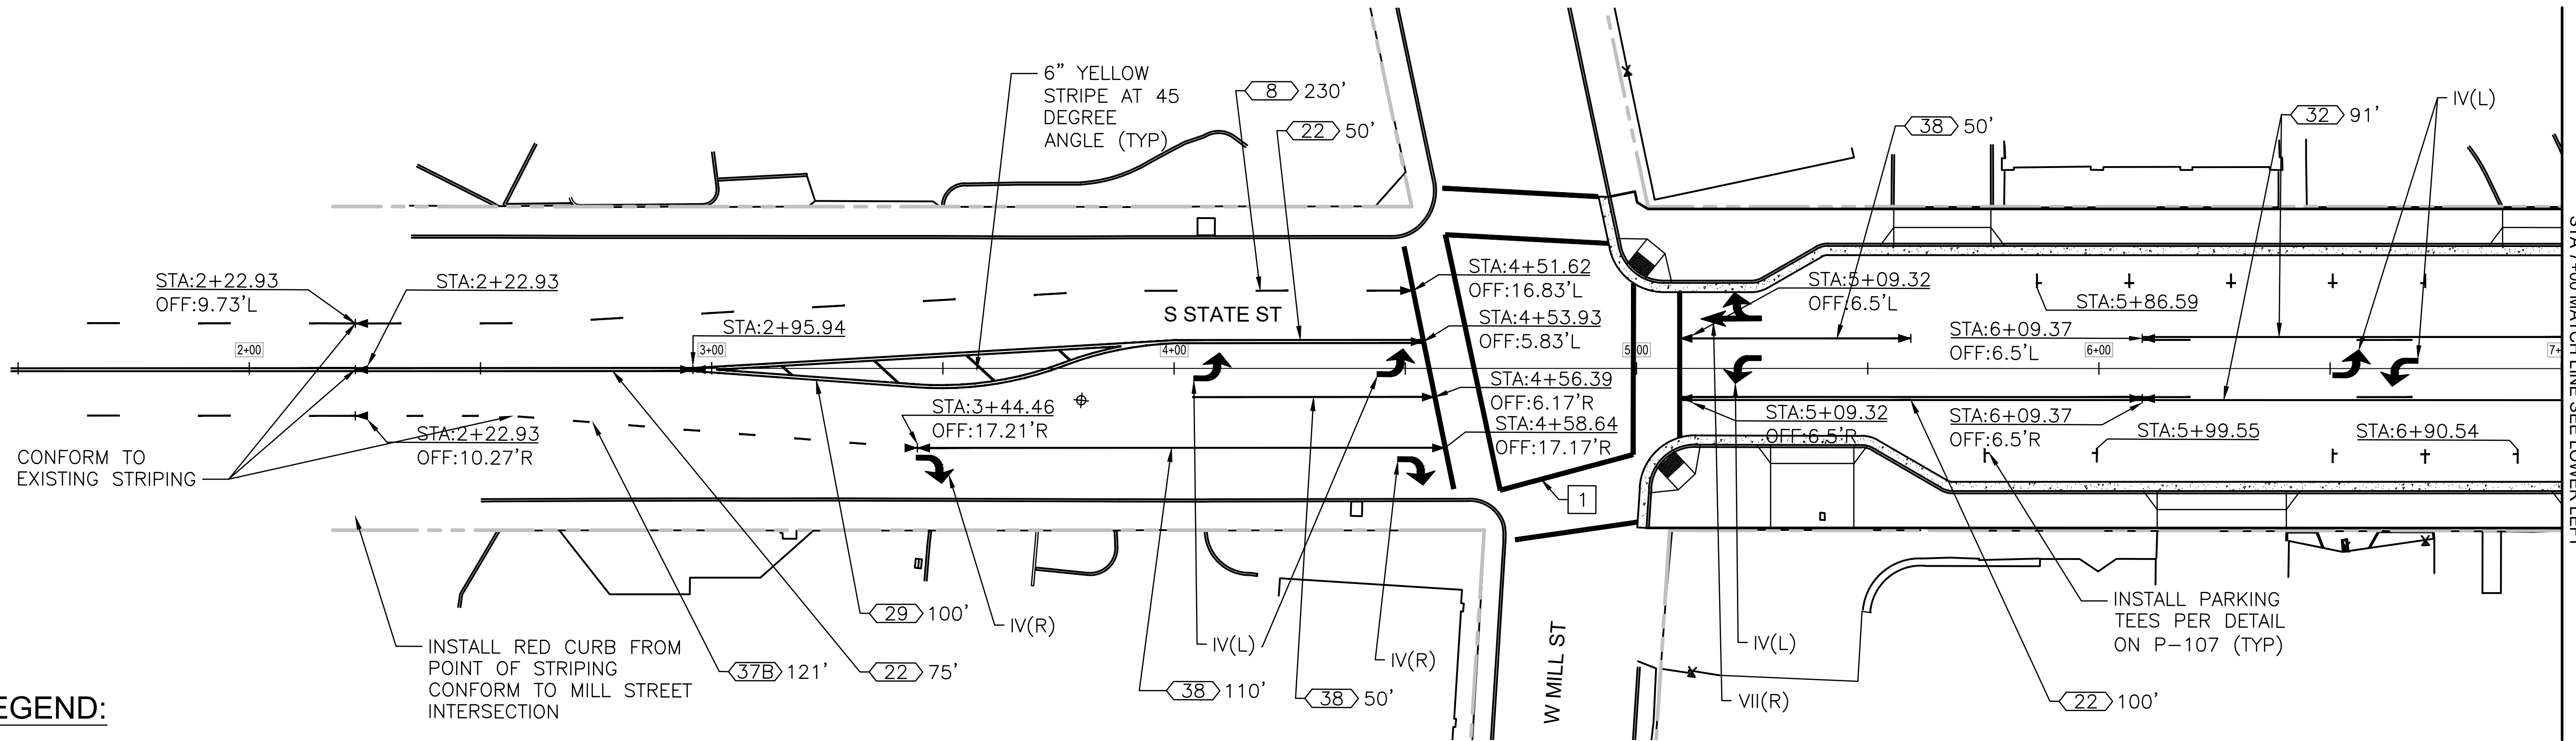 6” YELLOW
STRIPE AT 45
DEGREE
ANGLE (TYP)
8 230’
22 50’
38 50’
32 91’
IV(L)
STA:2+22.93
OFF:9.73’L
STA:2+22.93
STA:2+95.94
S STATE ST
STA:4+51.62
OFF:16.83’L
STA:4+53.93
OFF:5.83’L
STA:5+09.32
OFF:6.5’L
STA:5+86.59
STA:6+09.37
OFF:6.5’L
2+00
3+00
4+00
5+00
6+00
7+
STA:4+56.39
OFF:6.17’R
STA:4+58.64
OFF:17.17’R
STA:3+44.46
OFF:17.21’R
STA:2+22.93
OFF:10.27’R
STA:5+09.32
OFF:6.5’R
STA:6+09.37
OFF:6.5’R
STA:5+99.55
STA:6+90.54
CONFORM TO
EXISTING STRIPING
1
STA 7+00 MATCH LINE SEE LOWER LEFT
INSTALL RED CURB FROM
POINT OF STRIPING
CONFORM TO MILL STREET
INTERSECTION
37B 121’
22 75’
29 100’
IV(R)
IV(L)
IV(R)
38 110’
38 50’
W MILL ST
IV(L)
VII(R)
INSTALL PARKING
TEES PER DETAIL
ON P–107 (TYP)
22 100’
EGEND: